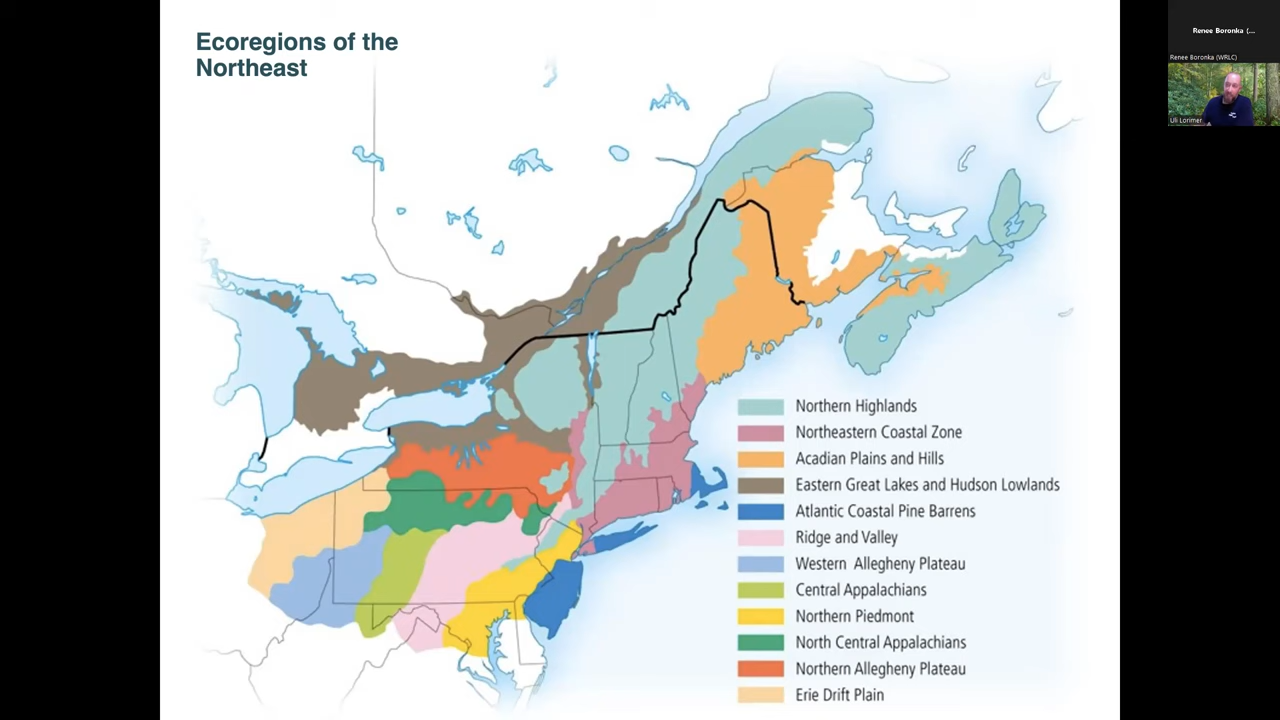 Ecoregions of the
Northeast
Northern Highlands
Northeastern Coastal Zone
Acadian Plains and Hills
Eastern Great Lakes and Hudson Lowlands
Atlantic Coastal Pine Barrens
Ridge and Valley
Western Allegheny Plateau
Central Appalachians
Northern Piedmont
North Central Appalachians
Northern Allegheny Plateau
Erie Drift Plain
Renee Boronka (...
Renee Boronka (WRLC)
Uli Lorimer